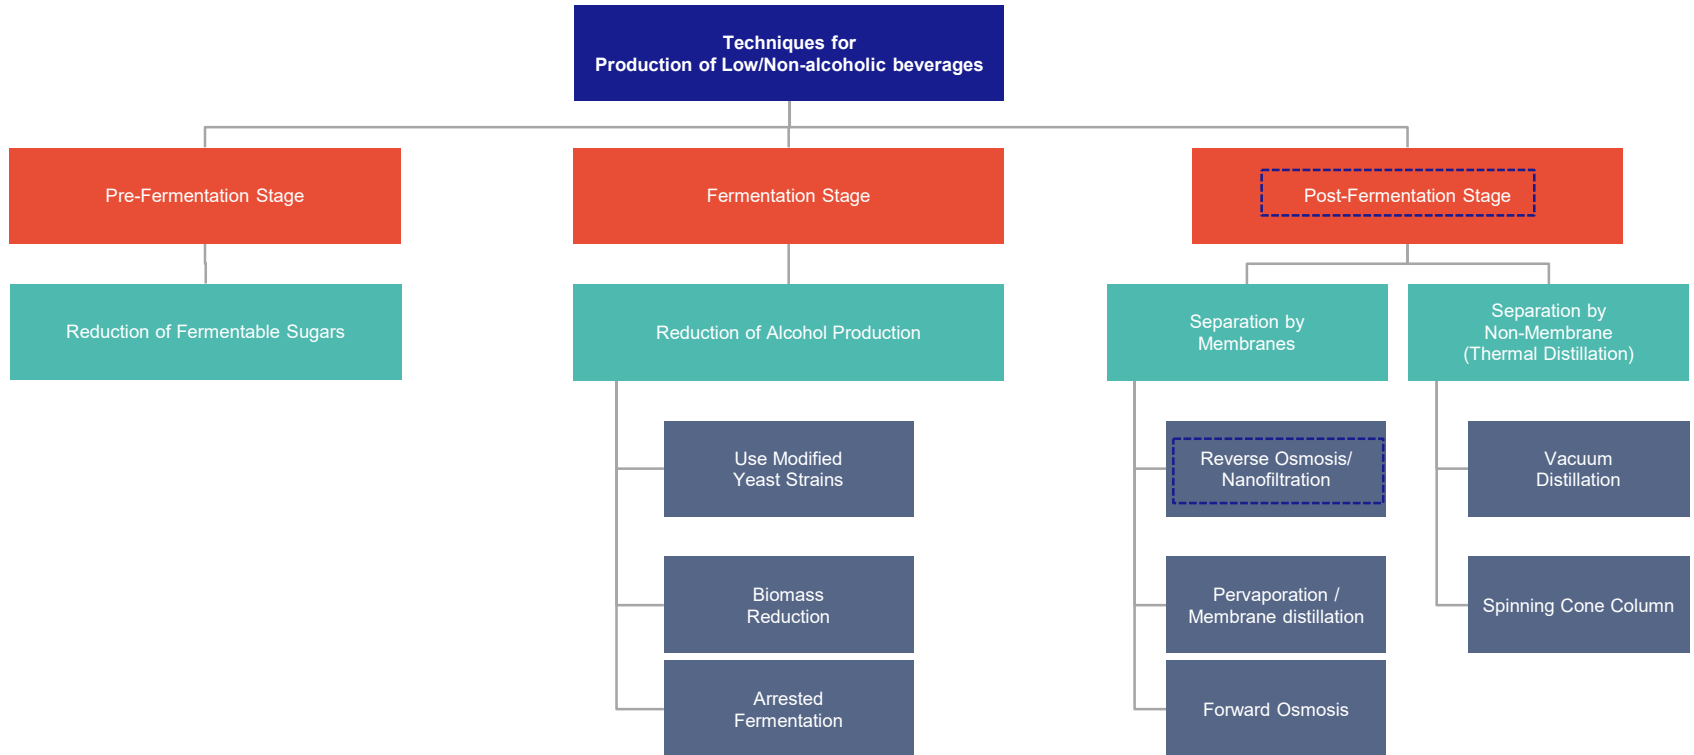 Techniques for
Production of Low/Non-alcoholic beverages
Pre-Fermentation Stage
Fermentation Stage
Post-Fermentation Stage
Reduction of Fermentable Sugars
Reduction of Alcohol Production
Separation by
Membranes
Separation by
Non-Membrane
(Thermal Distillation)
Use Modified
Yeast Strains
Reverse Osmosis/
Nanofiltration
Vacuum
Distillation
Biomass
Reduction
Pervaporation /
Membrane distillation
Spinning Cone Column
Arrested
Fermentation
Forward Osmosis